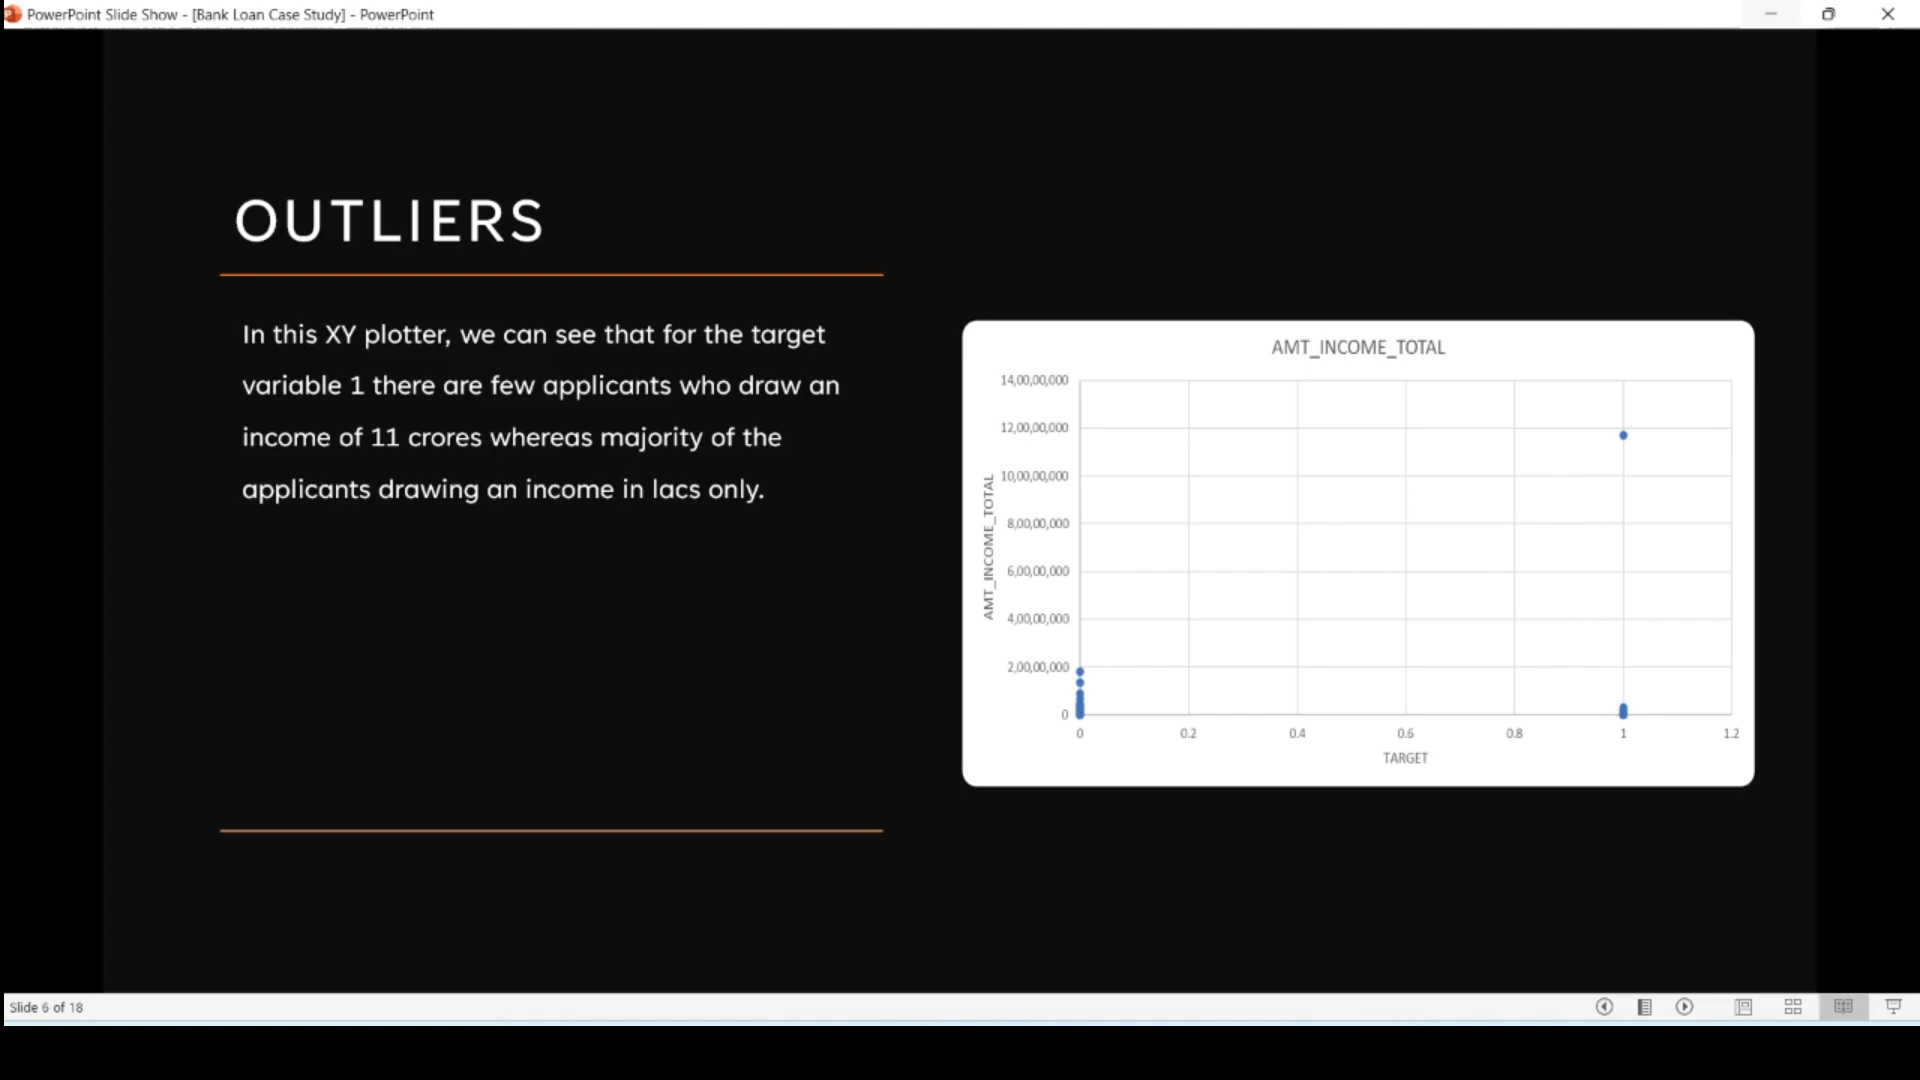 PowerPoint Slide Show - [Bank Loan Case Study] - PowerPoint
OUTLIERS
In this XY plotter, we can see that for the target
variable 1 there are few applicants who draw an
income of 11 crores whereas majority of the
applicants drawing an income in lacs only.
AMT_INCOME_TOTAL
AMT_INCOME_TOTAL
14,00,00,000
12,00,00,000
10,00,00,000
8,00,00,000
6,00,00,000
4,00,00,000
2,00,00,000
0
0 0.2 0.4 0.6 0.8 1 1.2
TARGET
Slide 6 of 18